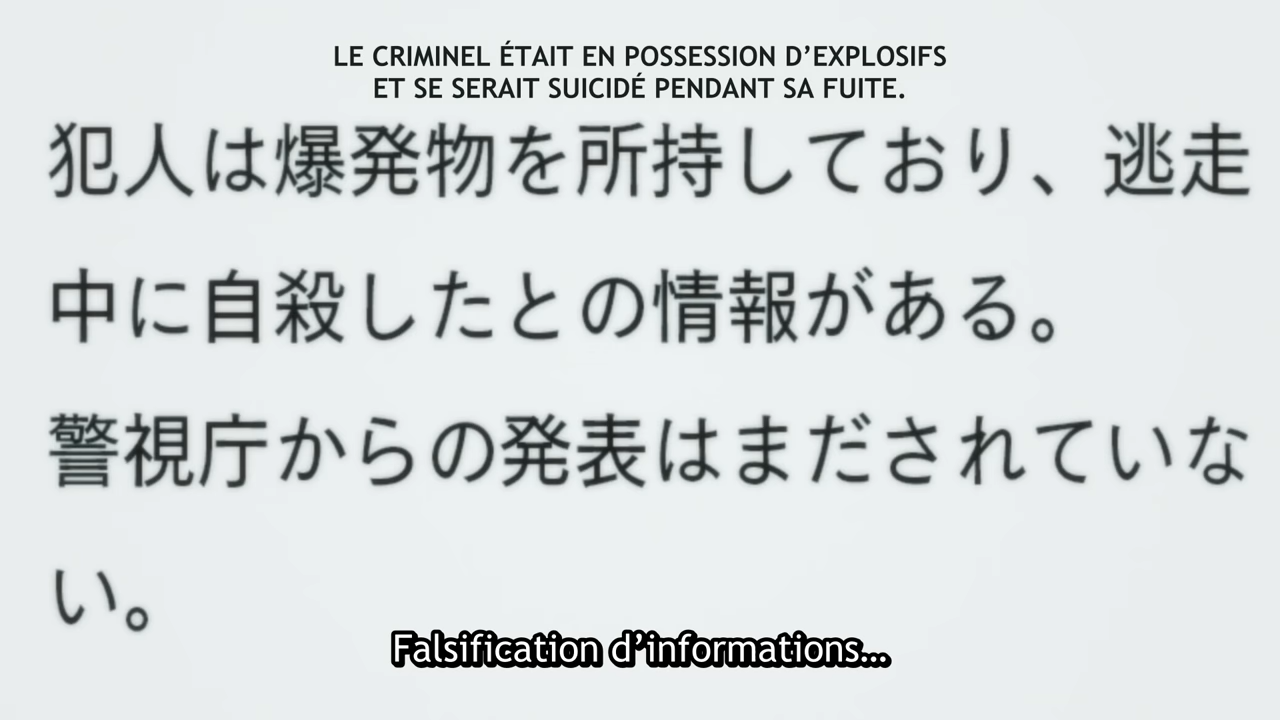 LE CRIMINEL ÉTAIT EN POSSESSION D’EXPLOSIFS
ET SE SERAIT SUICIDÉ PENDANT SA FUITE.
犯人は爆発物を所持しており、逃走
中に自殺したとの情報がある。
警視庁からの発表はまだされていな
い。
Falsification d’informations...